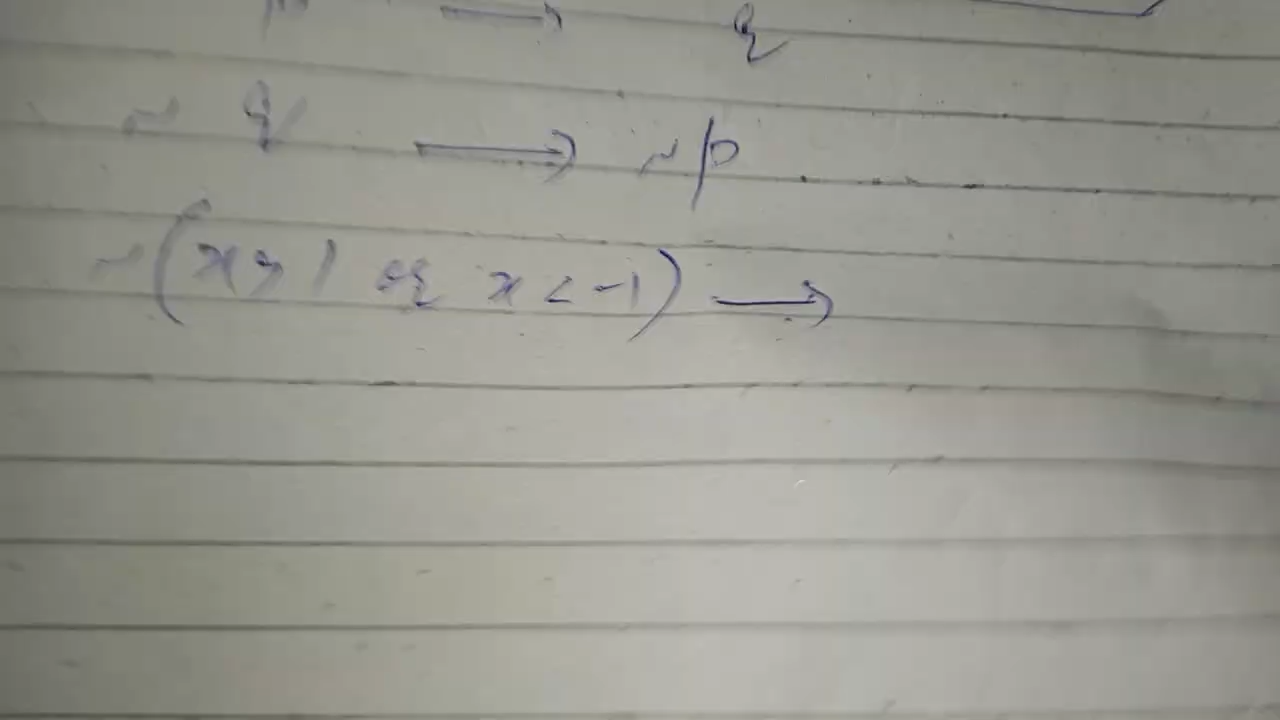 p → q
~ q → ~p
~(x > 1 or x < -1) →